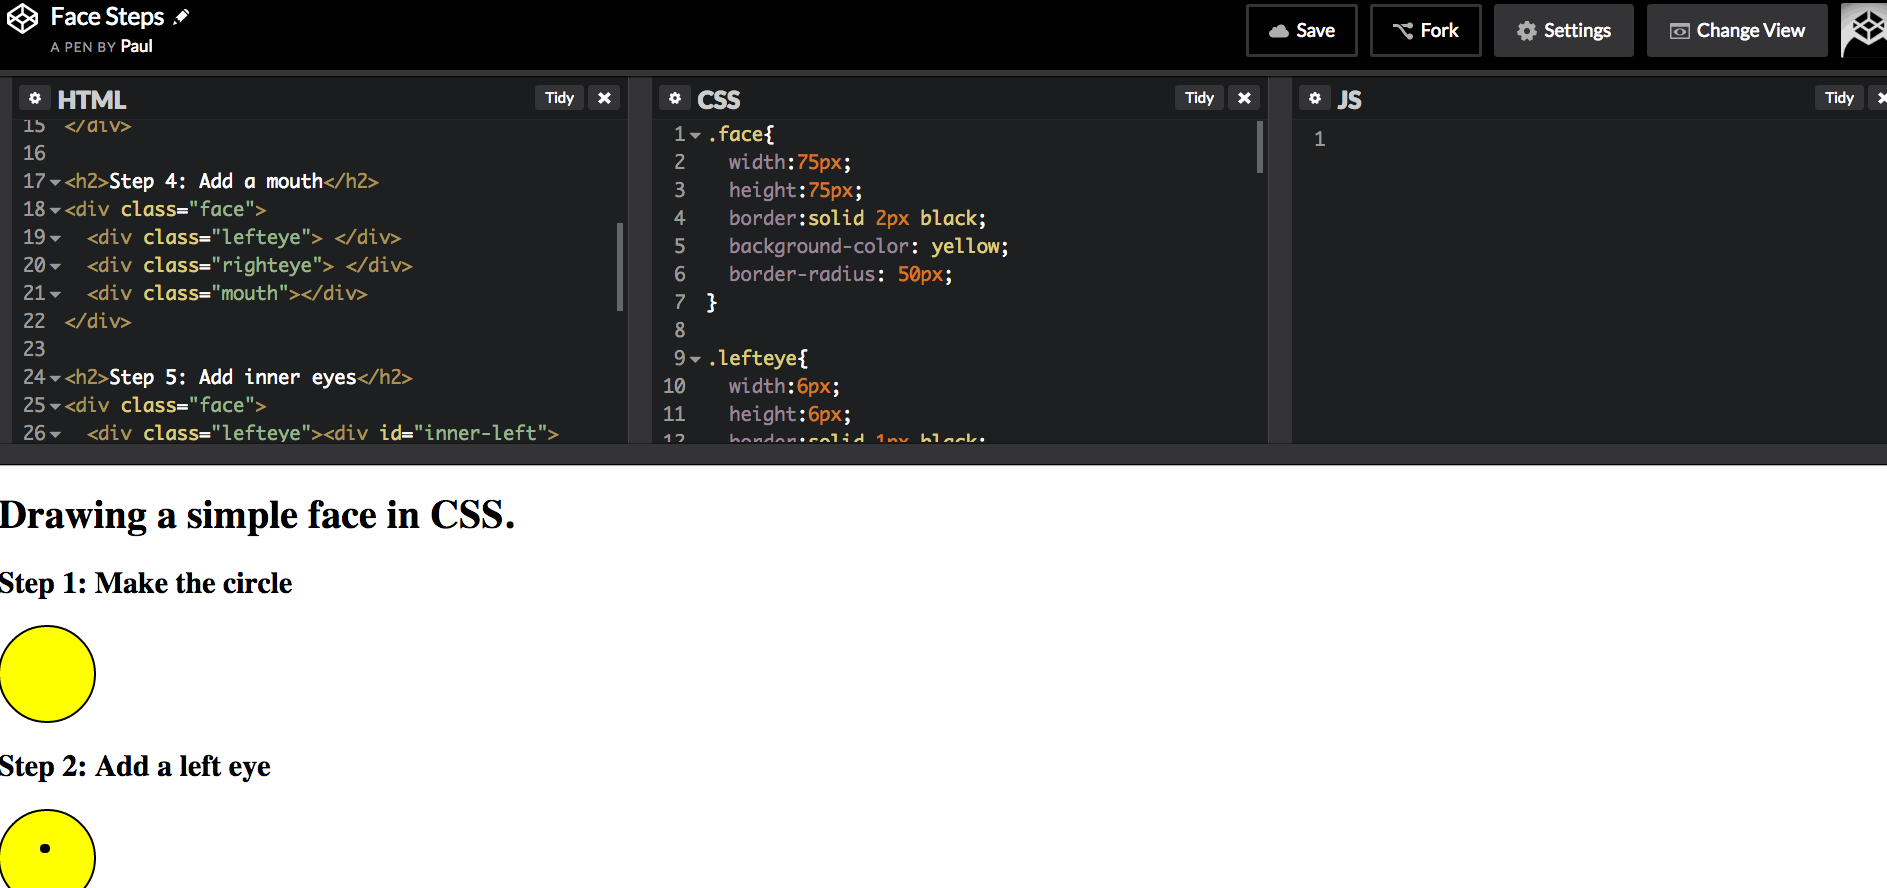 Face Steps
A PEN BY Paul
Save
Fork
Settings
Change View
HTML
Tidy
15 </div>
16
17 <h2>Step 4: Add a mouth</h2>
18 <div class="face">
19   <div class="lefteye"> </div>
20   <div class="righteye"> </div>
21   <div class="mouth"></div>
22 </div>
23
24 <h2>Step 5: Add inner eyes</h2>
25 <div class="face">
26   <div class="lefteye"><div id="inner-left">
CSS
Tidy
1 .face{
2   width:75px;
3   height:75px;
4   border:solid 2px black;
5   background-color: yellow;
6   border-radius: 50px;
7 }
8
9 .lefteye{
10   width:6px;
11   height:6px;
12   border:solid 1px black;
JS
Tidy
1
Drawing a simple face in CSS.
Step 1: Make the circle
Step 2: Add a left eye